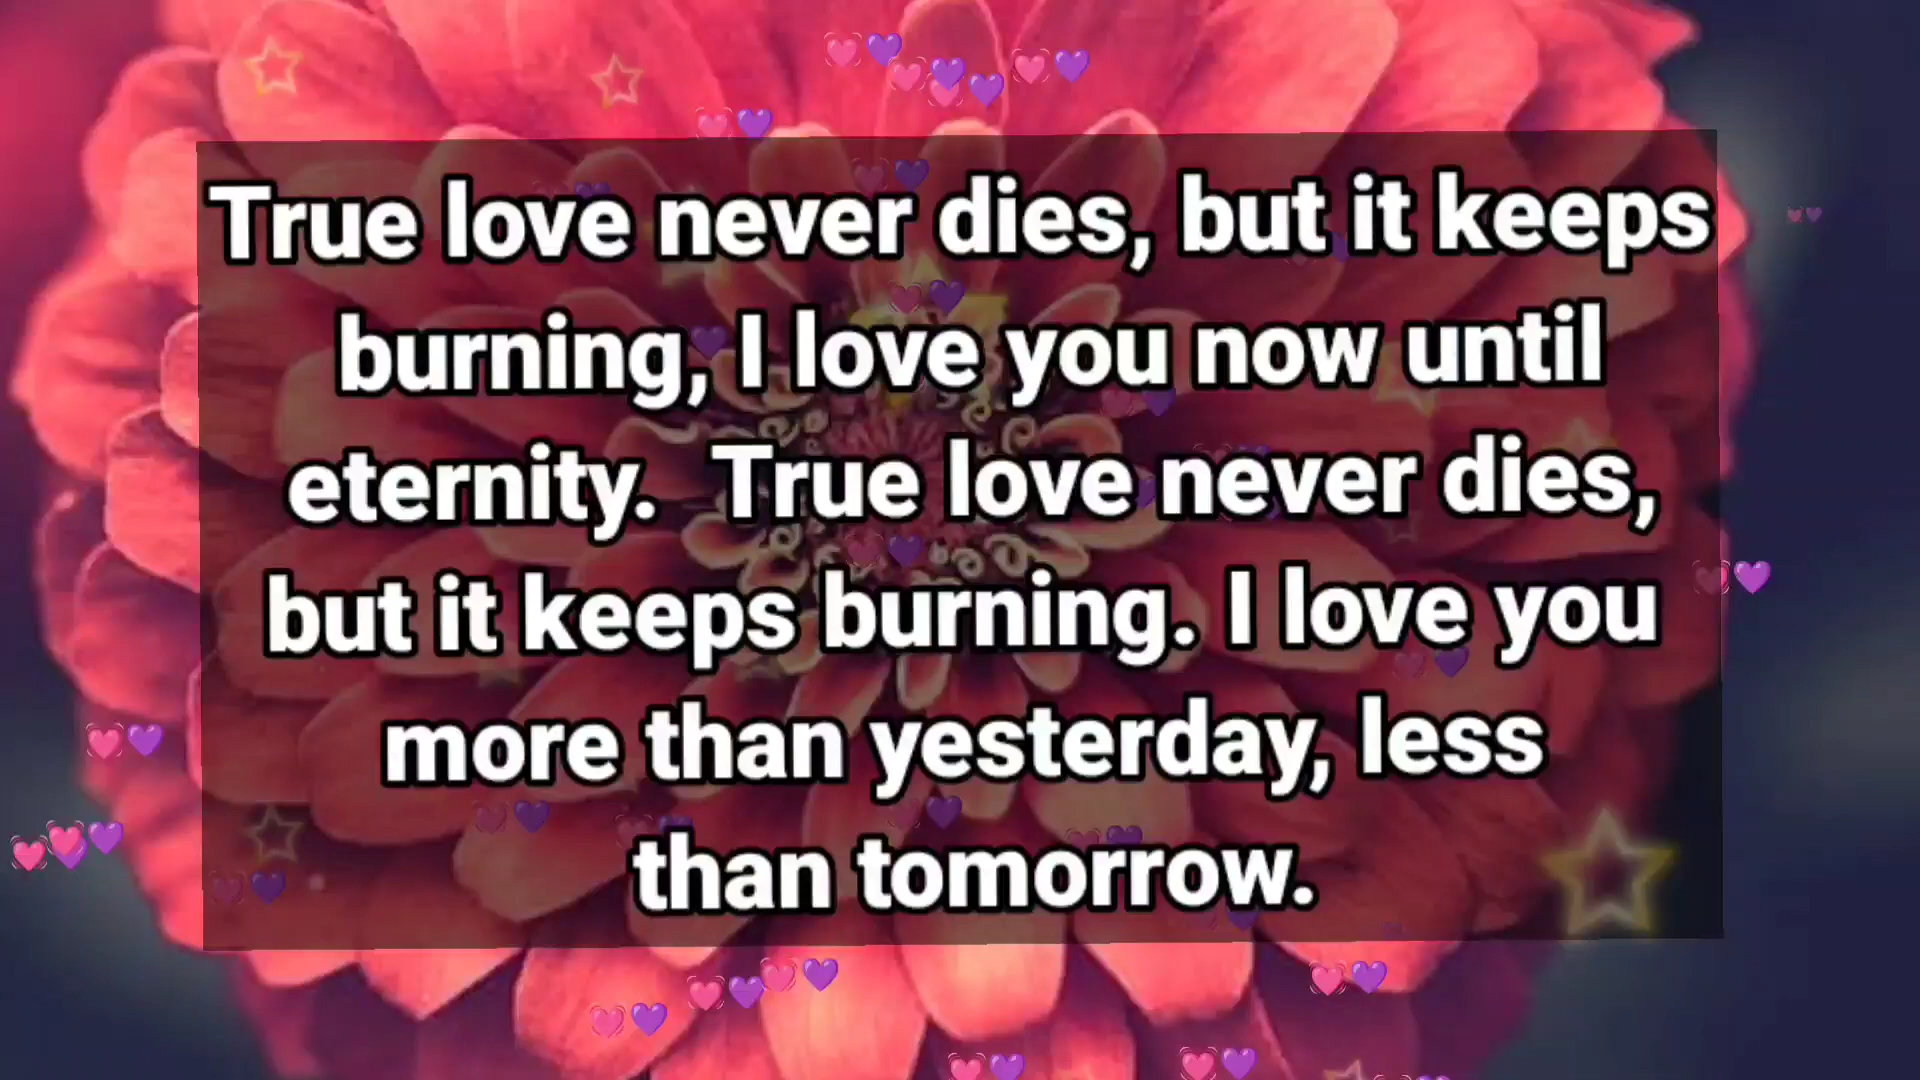 True love never dies, but it keeps
burning, I love you now until
eternity.  True love never dies,
but it keeps burning. I love you
more than yesterday, less
than tomorrow.